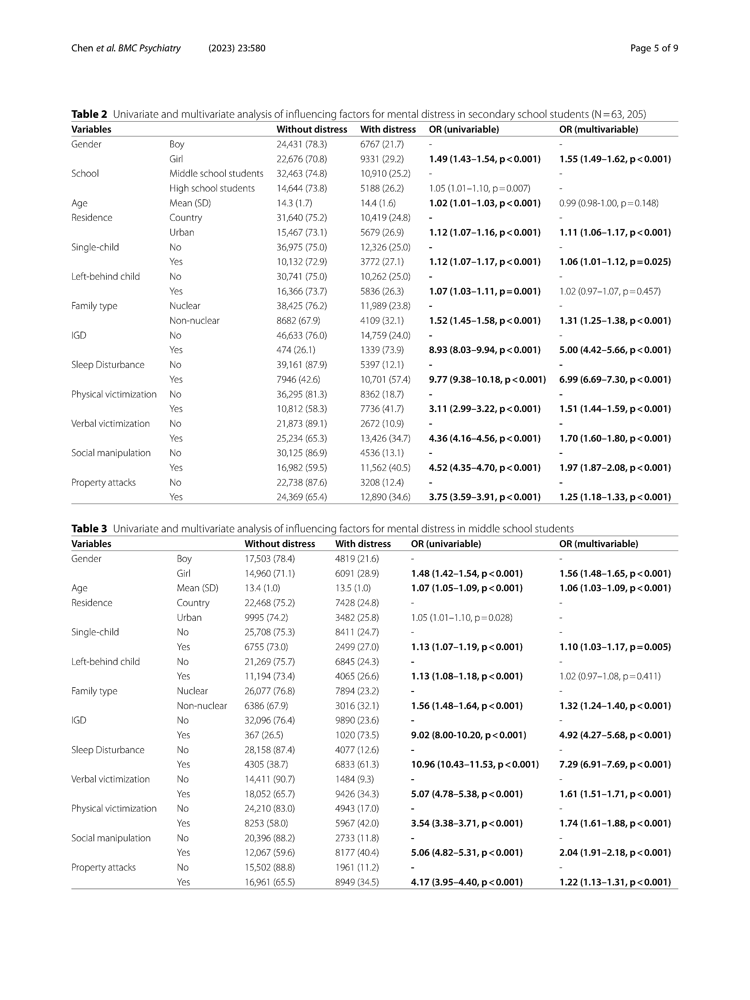 Chen et al. BMC Psychiatry (2023) 23:580 Page 5 of 9
Table 2 Univariate and multivariate analysis of influencing factors for mental distress in secondary school students (N = 63, 205)
Variables Without distress With distress OR (univariable) OR (multivariable)
Gender Boy 24,431 (78.3) 6767 (21.7) - -
Girl 22,676 (70.8) 9331 (29.2) 1.49 (1.43–1.54, p < 0.001) 1.55 (1.49–1.62, p < 0.001)
School Middle school students 32,463 (74.8) 10,910 (25.2) - -
High school students 14,644 (73.8) 5188 (26.2) 1.05 (1.01–1.10, p = 0.007) -
Age Mean (SD) 14.3 (1.7) 14.4 (1.6) 1.02 (1.01–1.03, p < 0.001) 0.99 (0.98-1.00, p = 0.148)
Residence Country 31,640 (75.2) 10,419 (24.8) - -
Urban 15,467 (73.1) 5679 (26.9) 1.12 (1.07–1.16, p < 0.001) 1.11 (1.06–1.17, p < 0.001)
Single-child No 36,975 (75.0) 12,326 (25.0) - -
Yes 10,132 (72.9) 3772 (27.1) 1.12 (1.07–1.17, p < 0.001) 1.06 (1.01–1.12, p = 0.025)
Left-behind child No 30,741 (75.0) 10,262 (25.0) - -
Yes 16,366 (73.7) 5836 (26.3) 1.07 (1.03–1.11, p = 0.001) 1.02 (0.97–1.07, p = 0.457)
Family type Nuclear 38,425 (76.2) 11,989 (23.8) - -
Non-nuclear 8682 (67.9) 4109 (32.1) 1.52 (1.45–1.58, p < 0.001) 1.31 (1.25–1.38, p < 0.001)
IGD No 46,633 (76.0) 14,759 (24.0) - -
Yes 474 (26.1) 1339 (73.9) 8.93 (8.03–9.94, p < 0.001) 5.00 (4.42–5.66, p < 0.001)
Sleep Disturbance No 39,161 (87.9) 5397 (12.1) - -
Yes 7946 (42.6) 10,701 (57.4) 9.77 (9.38–10.18, p < 0.001) 6.99 (6.69–7.30, p < 0.001)
Physical victimization No 36,295 (81.3) 8362 (18.7) - -
Yes 10,812 (58.3) 7736 (41.7) 3.11 (2.99–3.22, p < 0.001) 1.51 (1.44–1.59, p < 0.001)
Verbal victimization No 21,873 (89.1) 2672 (10.9) - -
Yes 25,234 (65.3) 13,426 (34.7) 4.36 (4.16–4.56, p < 0.001) 1.70 (1.60–1.80, p < 0.001)
Social manipulation No 30,125 (86.9) 4536 (13.1) - -
Yes 16,982 (59.5) 11,562 (40.5) 4.52 (4.35–4.70, p < 0.001) 1.97 (1.87–2.08, p < 0.001)
Property attacks No 22,738 (87.6) 3208 (12.4) - -
Yes 24,369 (65.4) 12,890 (34.6) 3.75 (3.59–3.91, p < 0.001) 1.25 (1.18–1.33, p < 0.001)
Table 3 Univariate and multivariate analysis of influencing factors for mental distress in middle school students
Variables Without distress With distress OR (univariable) OR (multivariable)
Gender Boy 17,503 (78.4) 4819 (21.6) - -
Girl 14,960 (71.1) 6091 (28.9) 1.48 (1.42–1.54, p < 0.001) 1.56 (1.48–1.65, p < 0.001)
Age Mean (SD) 13.4 (1.0) 13.5 (1.0) 1.07 (1.05–1.09, p < 0.001) 1.06 (1.03–1.09, p < 0.001)
Residence Country 22,468 (75.2) 7428 (24.8) - -
Urban 9995 (74.2) 3482 (25.8) 1.05 (1.01–1.10, p = 0.028) -
Single-child No 25,708 (75.3) 8411 (24.7) - -
Yes 6755 (73.0) 2499 (27.0) 1.13 (1.07–1.19, p < 0.001) 1.10 (1.03–1.17, p = 0.005)
Left-behind child No 21,269 (75.7) 6845 (24.3) - -
Yes 11,194 (73.4) 4065 (26.6) 1.13 (1.08–1.18, p < 0.001) 1.02 (0.97–1.08, p = 0.411)
Family type Nuclear 26,077 (76.8) 7894 (23.2) - -
Non-nuclear 6386 (67.9) 3016 (32.1) 1.56 (1.48–1.64, p < 0.001) 1.32 (1.24–1.40, p < 0.001)
IGD No 32,096 (76.4) 9890 (23.6) - -
Yes 367 (26.5) 1020 (73.5) 9.02 (8.00-10.20, p < 0.001) 4.92 (4.27–5.68, p < 0.001)
Sleep Disturbance No 28,158 (87.4) 4077 (12.6) - -
Yes 4305 (38.7) 6833 (61.3) 10.96 (10.43–11.53, p < 0.001) 7.29 (6.91–7.69, p < 0.001)
Verbal victimization No 14,411 (90.7) 1484 (9.3) - -
Yes 18,052 (65.7) 9426 (34.3) 5.07 (4.78–5.38, p < 0.001) 1.61 (1.51–1.71, p < 0.001)
Physical victimization No 24,210 (83.0) 4943 (17.0) - -
Yes 8253 (58.0) 5967 (42.0) 3.54 (3.38–3.71, p < 0.001) 1.74 (1.61–1.88, p < 0.001)
Social manipulation No 20,396 (88.2) 2733 (11.8) - -
Yes 12,067 (59.6) 8177 (40.4) 5.06 (4.82–5.31, p < 0.001) 2.04 (1.91–2.18, p < 0.001)
Property attacks No 15,502 (88.8) 1961 (11.2) - -
Yes 16,961 (65.5) 8949 (34.5) 4.17 (3.95–4.40, p < 0.001) 1.22 (1.13–1.31, p < 0.001)